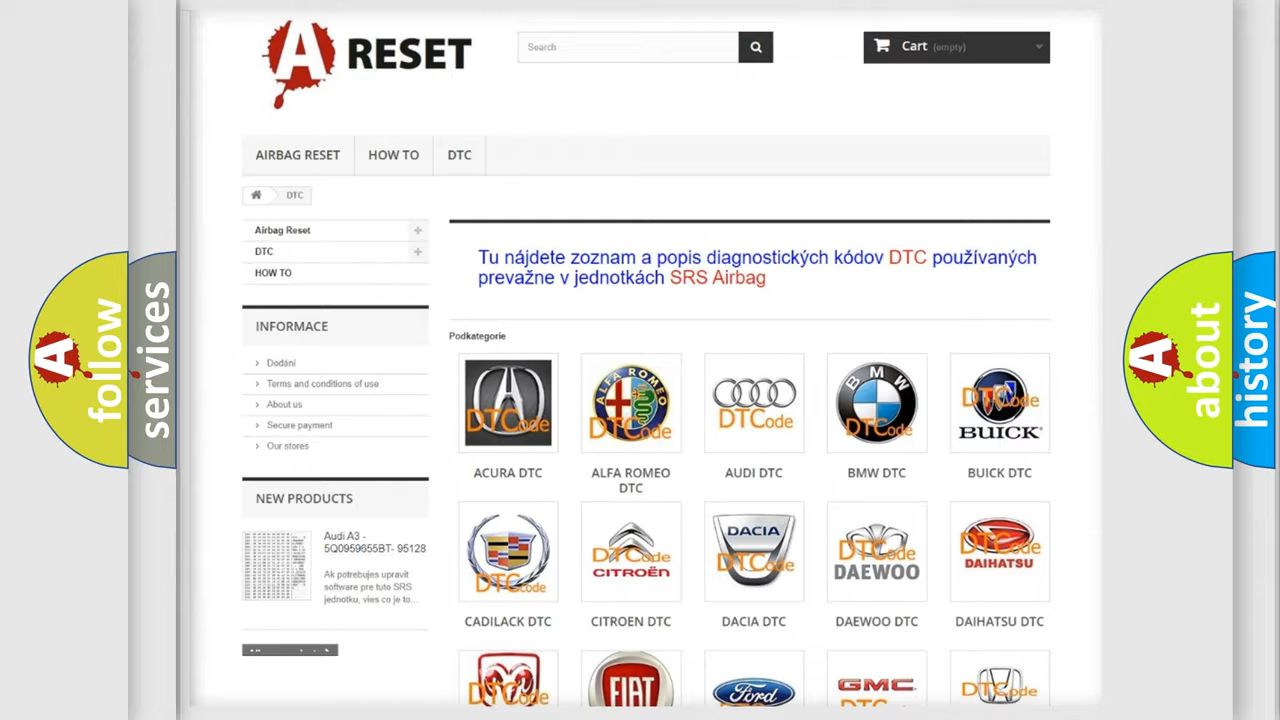 A RESET
Search
Cart (empty)
AIRBAG RESET
HOW TO
DTC
DTC
Airbag Reset
DTC
HOW TO
Tu nájdete zoznam a popis diagnostických kódov DTC používaných
prevažne v jednotkách SRS Airbag
INFORMACE
Dodání
Terms and conditions of use
About us
Secure payment
Our stores
NEW PRODUCTS
Audi A3 -
5Q0959655BT- 95128
Ak potrebujes upravit
software pre tuto SRS
jednotku, vies co je to...
Podkategorie
DTCode
ALFA ROMEO
DTCode
DTCode
BMW
DTCode
DTCode
BUICK
ACURA DTC
ALFA ROMEO
DTC
AUDI DTC
BMW DTC
BUICK DTC
DTCode
DTCode
CITROËN
DACIA
DTCode
DTCode
DAEWOO
DTCode
DAIHATSU
CADILACK DTC
CITROEN DTC
DACIA DTC
DAEWOO DTC
DAIHATSU DTC
DTCode
FIAT
Ford
GMC
DTCode
A follow
services
A about
history